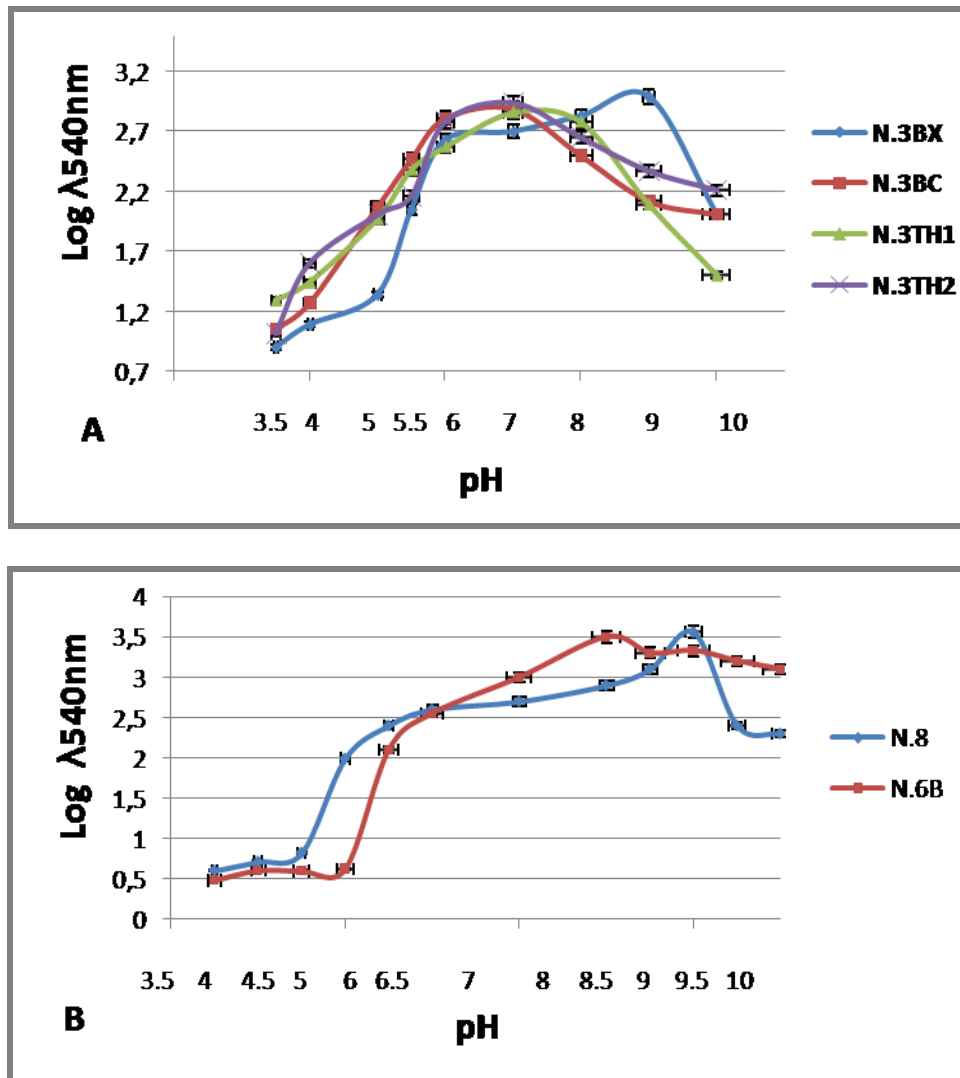 Log λ540nm
3,2
2,7
2,2
1,7
1,2
0,7
3.5 4 5 5.5 6 7 8 9 10
pH
A
N.3BX
N.3BC
N.3TH1
N.3TH2
Log λ540nm
4
3,5
3
2,5
2
1,5
1
0,5
0
3.5 4 4.5 5 6 6.5 7 8 8.5 9 9.5 10
pH
B
N.8
N.6B